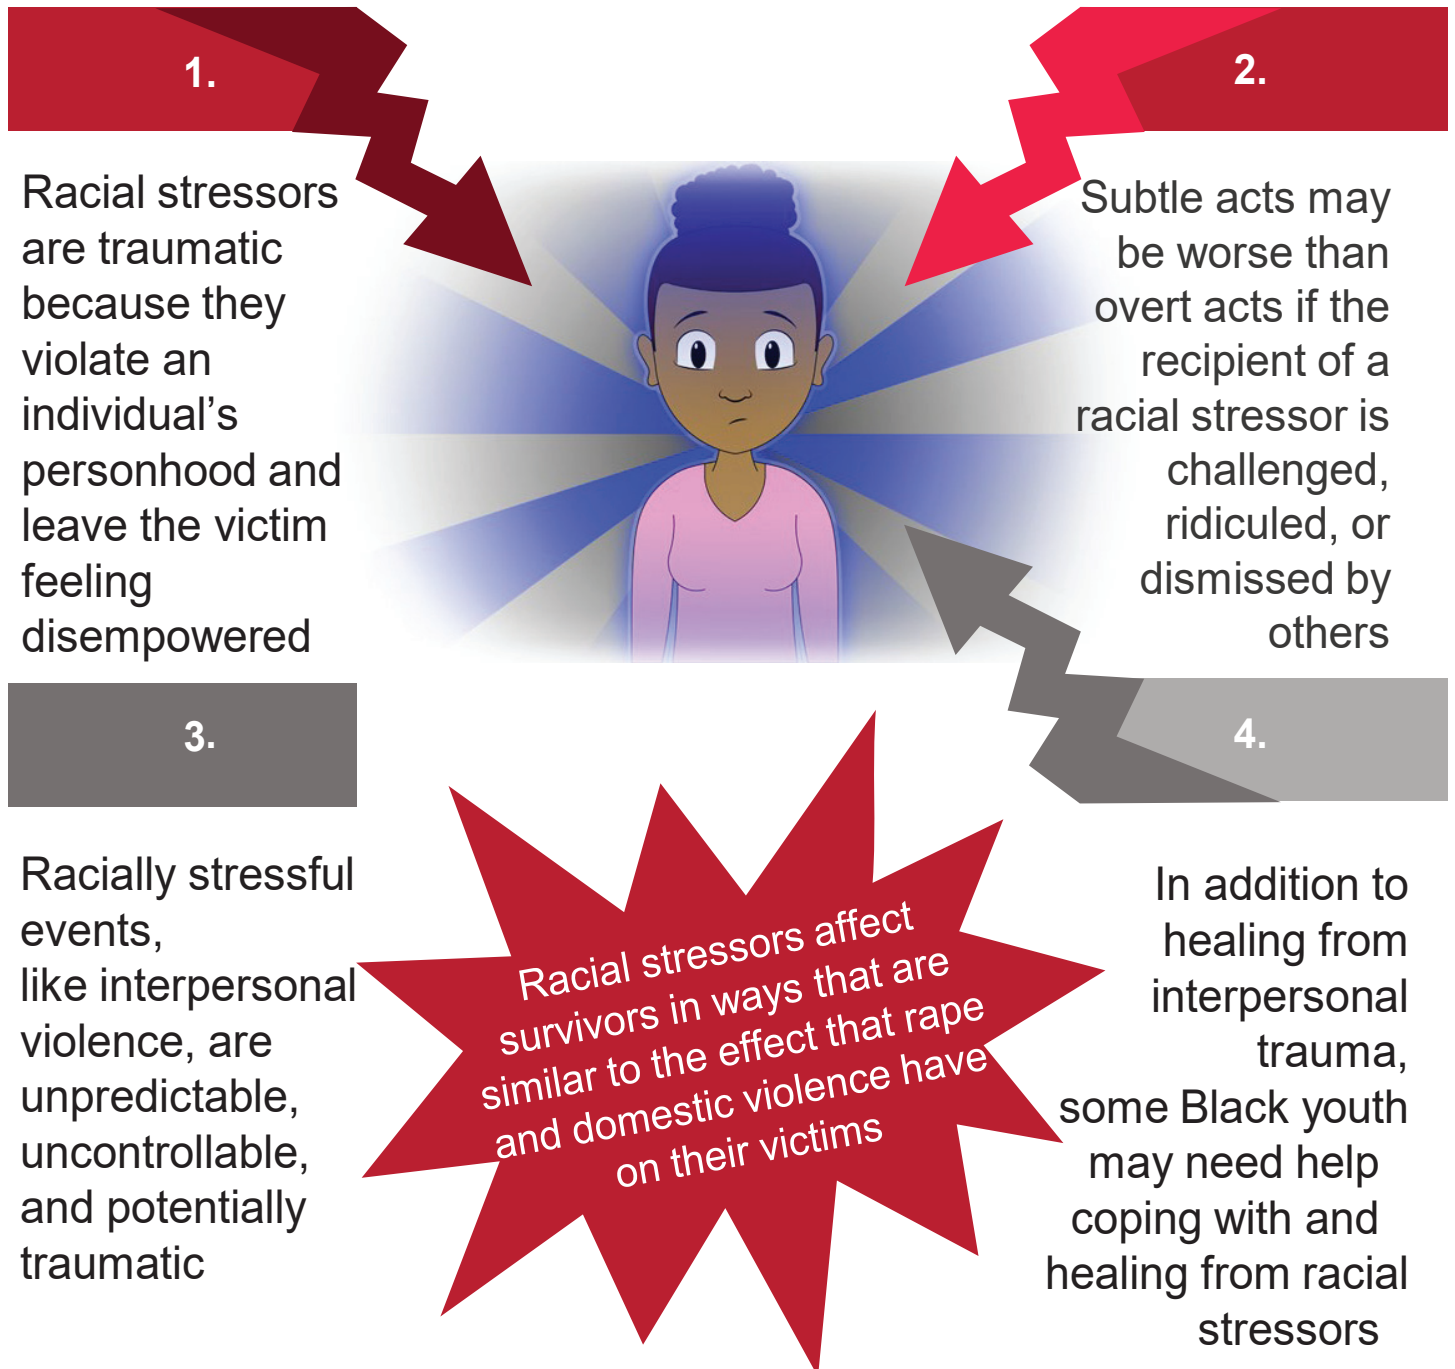 1.
Racial stressors
are traumatic
because they
violate an
individual’s
personhood and
leave the victim
feeling
disempowered
2.
Subtle acts may
be worse than
overt acts if the
recipient of a
racial stressor is
challenged,
ridiculed, or
dismissed by
others
3.
Racially stressful
events,
like interpersonal
violence, are
unpredictable,
uncontrollable,
and potentially
traumatic
Racial stressors affect
survivors in ways that are
similar to the effect that rape
and domestic violence have
on their victims
4.
In addition to
healing from
interpersonal
trauma,
some Black youth
may need help
coping with and
healing from racial
stressors